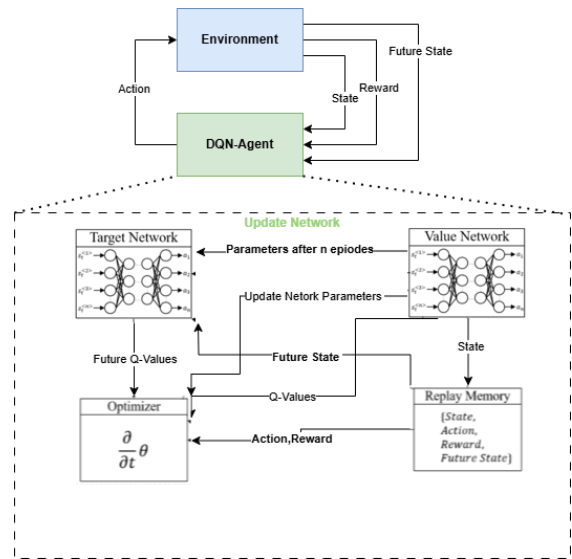 Environment
Future State
Action
Reward
State
DQN-Agent
Update Network
Target Network
Value Network
Parameters after n epiodes
Update Netork Parameters
Future Q-Values
Future State
State
Q-Values
Optimizer
∂
∂t θ
Replay Memory
{State,
Action,
Reward,
Future State}
Action,Reward